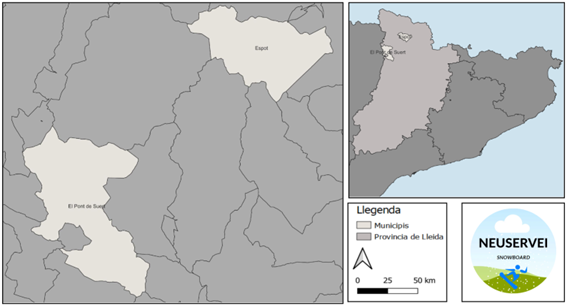 Espot
El Pont de Suert
Espot
El Pont de Suert
Llegenda
Municipis
Provincia de Lleida
0
25
50 km
NEUSERVEI
SNOWBOARD